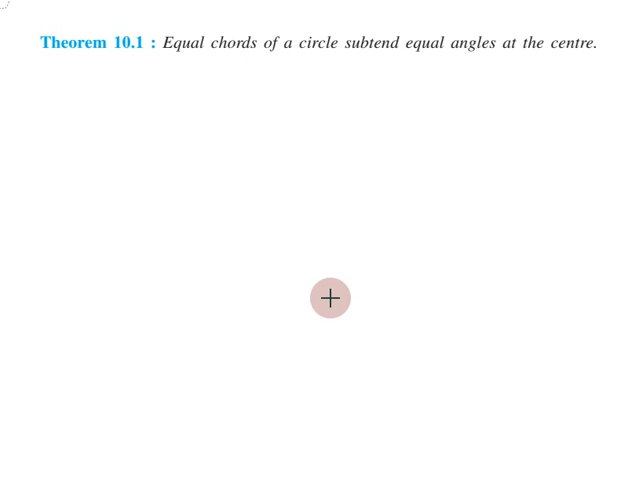 Theorem 10.1 : Equal chords of a circle subtend equal angles at the centre.